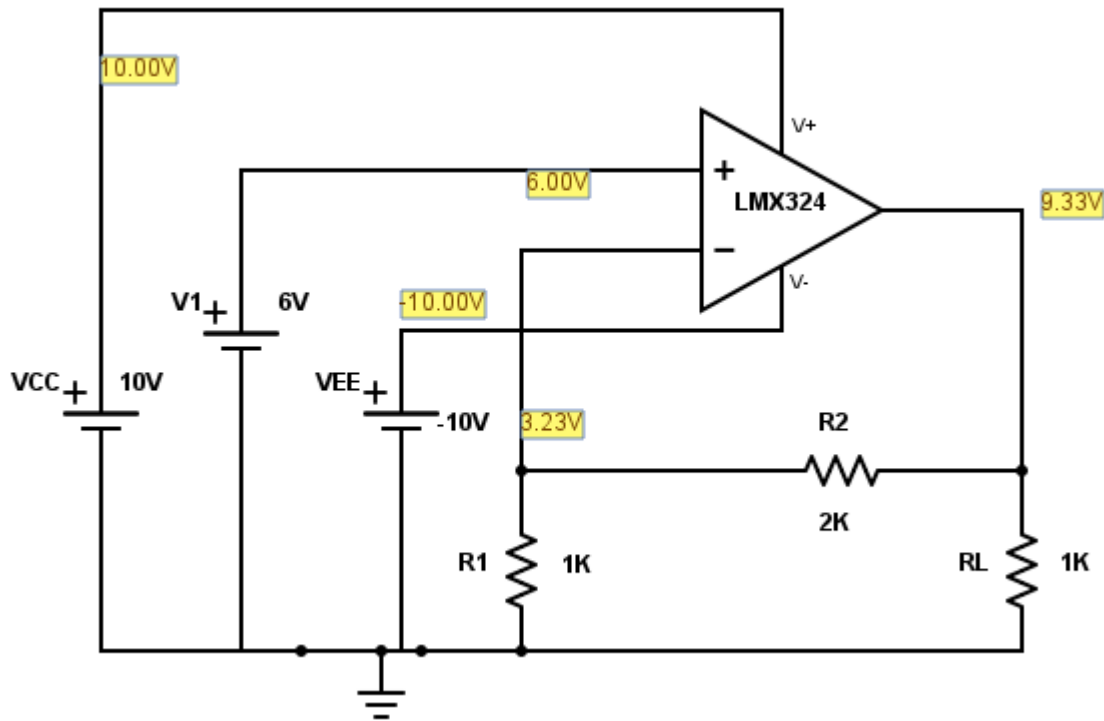 10.00V
V+
+
6.00V
LMX324
9.33V
−
V-
-10.00V
V1 + 6V
VCC + 10V
VEE + -10V
3.23V
R2
2K
R1 1K
RL 1K